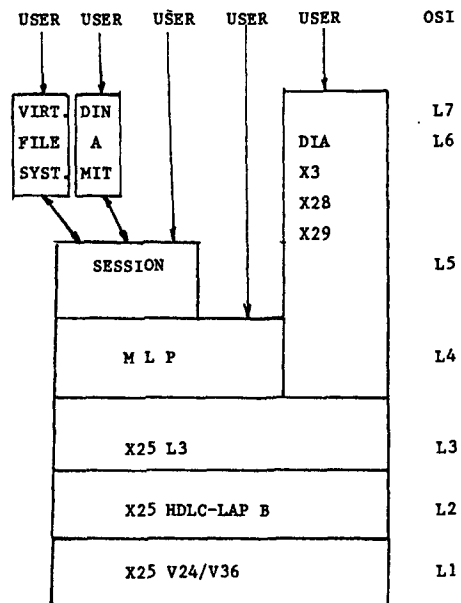 USER USER USER USER USER OSI
VIRT. DIN L7
FILE A DIA L6
SYST. MIT X3
X28
X29
SESSION L5
M L P L4
X25 L3 L3
X25 HDLC-LAP B L2
X25 V24/V36 L1